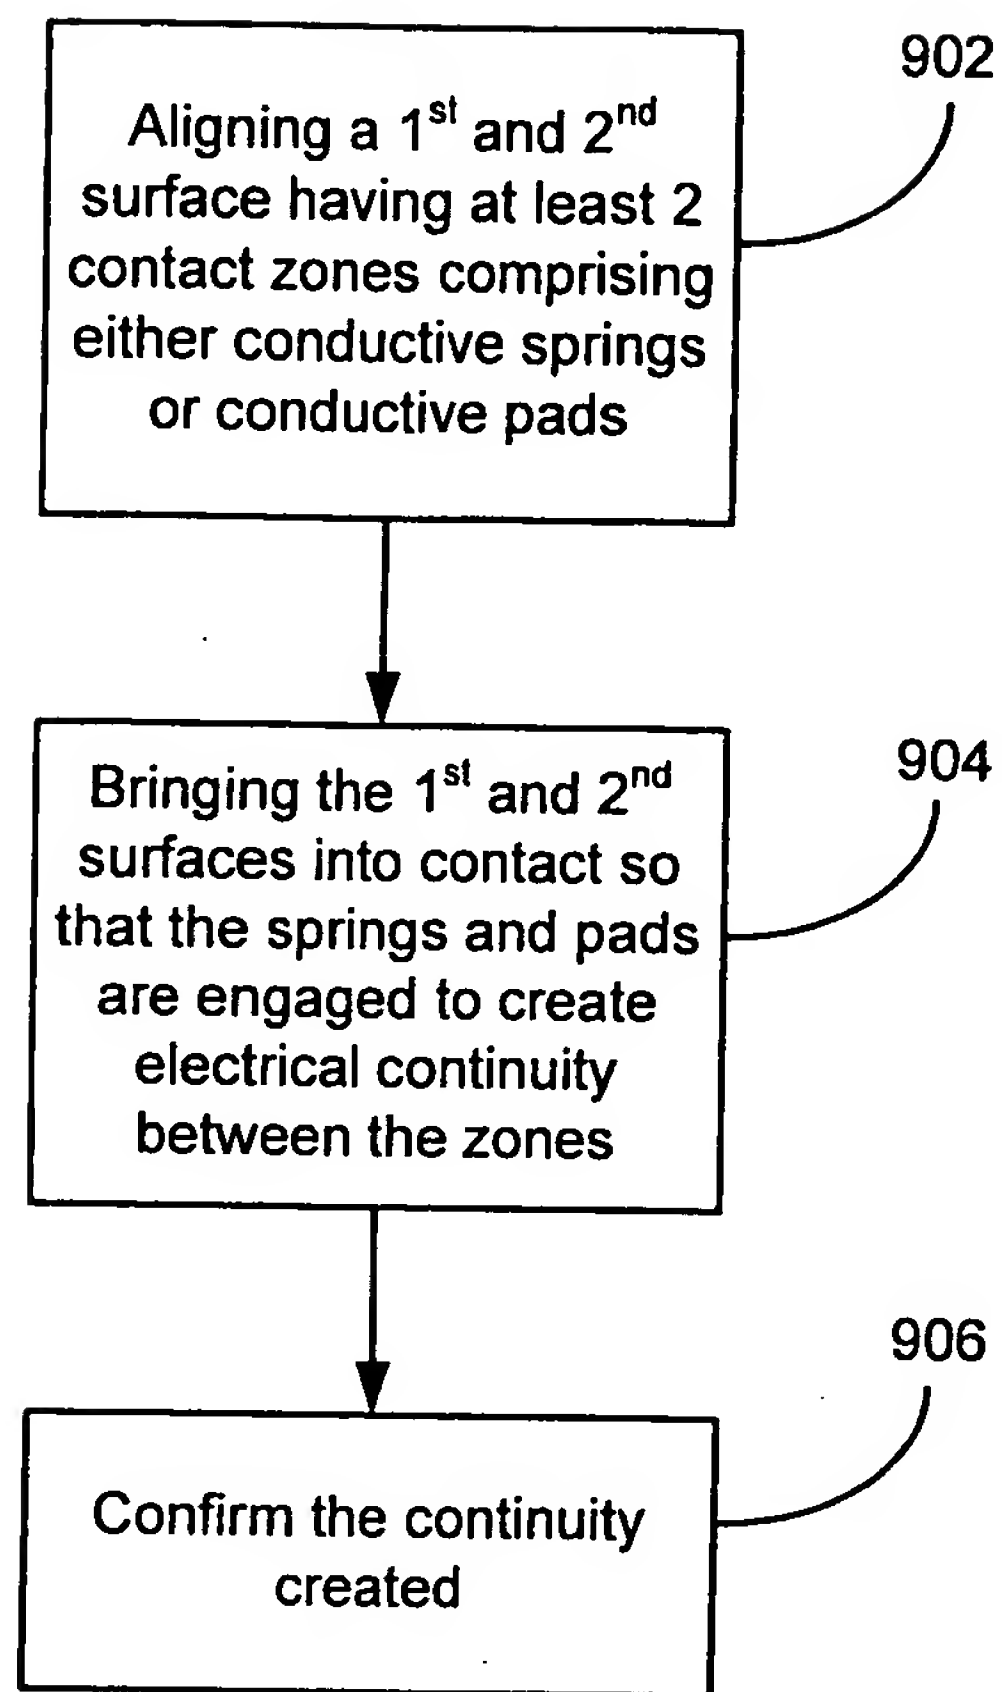 902
Aligning a 1st and 2nd
surface having at least 2
contact zones comprising
either conductive springs
or conductive pads
904
Bringing the 1st and 2nd
surfaces into contact so
that the springs and pads
are engaged to create
electrical continuity
between the zones
906
Confirm the continuity
created